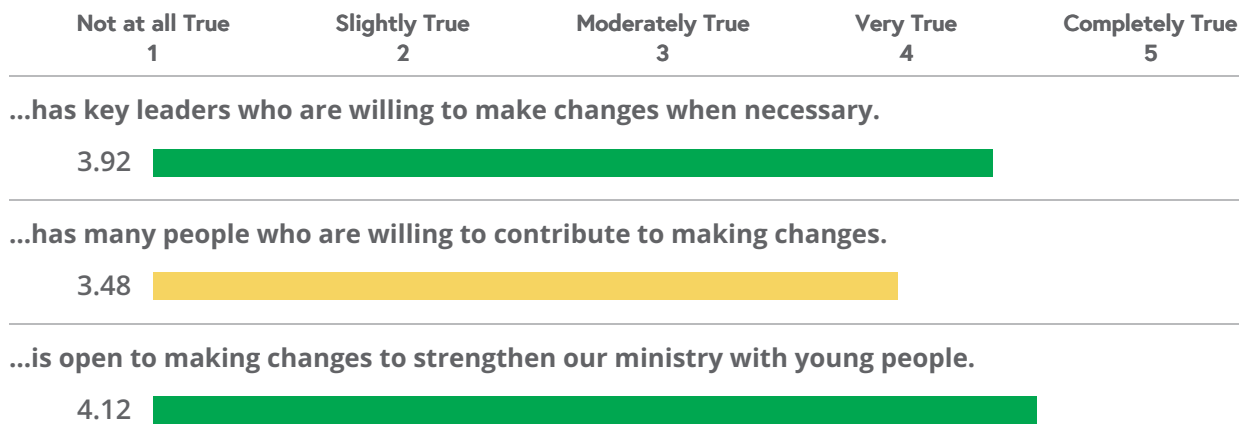 Not at all True Slightly True Moderately True Very True Completely True
1 2 3 4 5
...has key leaders who are willing to make changes when necessary.
3.92
...has many people who are willing to contribute to making changes.
3.48
...is open to making changes to strengthen our ministry with young people.
4.12